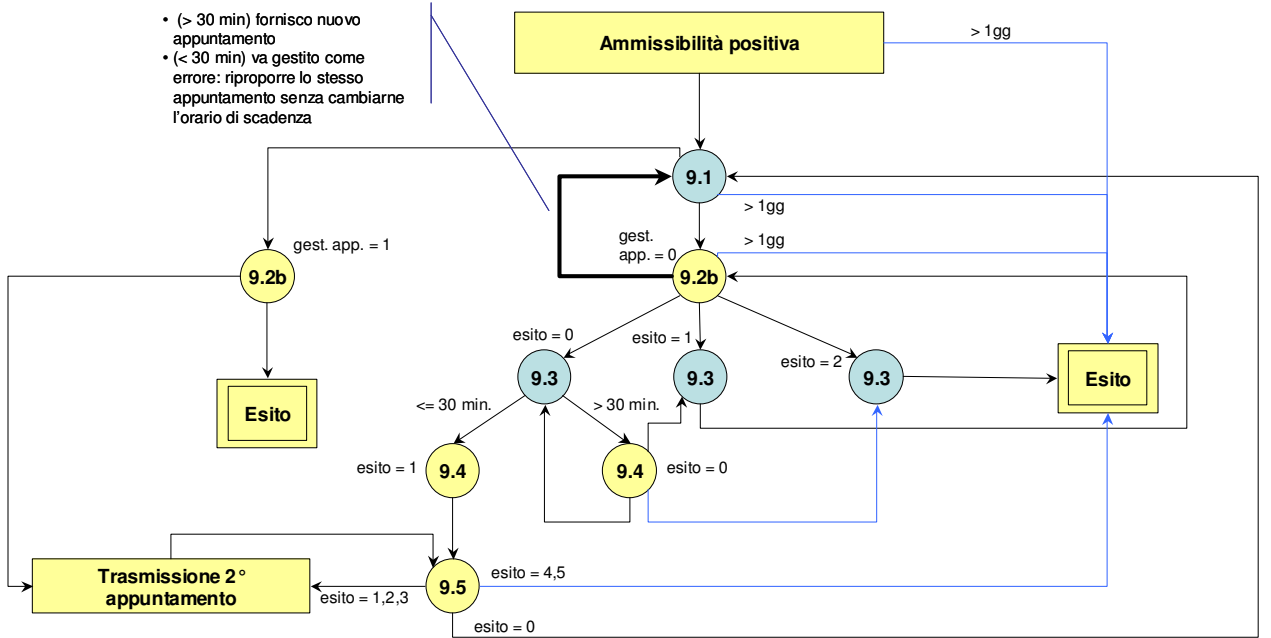 • (> 30 min) fornisco nuovo
appuntamento
• (< 30 min) va gestito come
errore: riproporre lo stesso
appuntamento senza cambiarne
l'orario di scadenza
Ammissibilità positiva
> 1gg
9.1
> 1gg
gest. app. = 1
gest.
app. = 0
> 1gg
9.2b
9.2b
esito = 0
esito = 1
esito = 2
9.3
9.3
9.3
Esito
Esito
<= 30 min.
> 30 min.
esito = 1
9.4
9.4
esito = 0
Trasmissione 2°
appuntamento
esito = 1,2,3
9.5
esito = 4,5
esito = 0